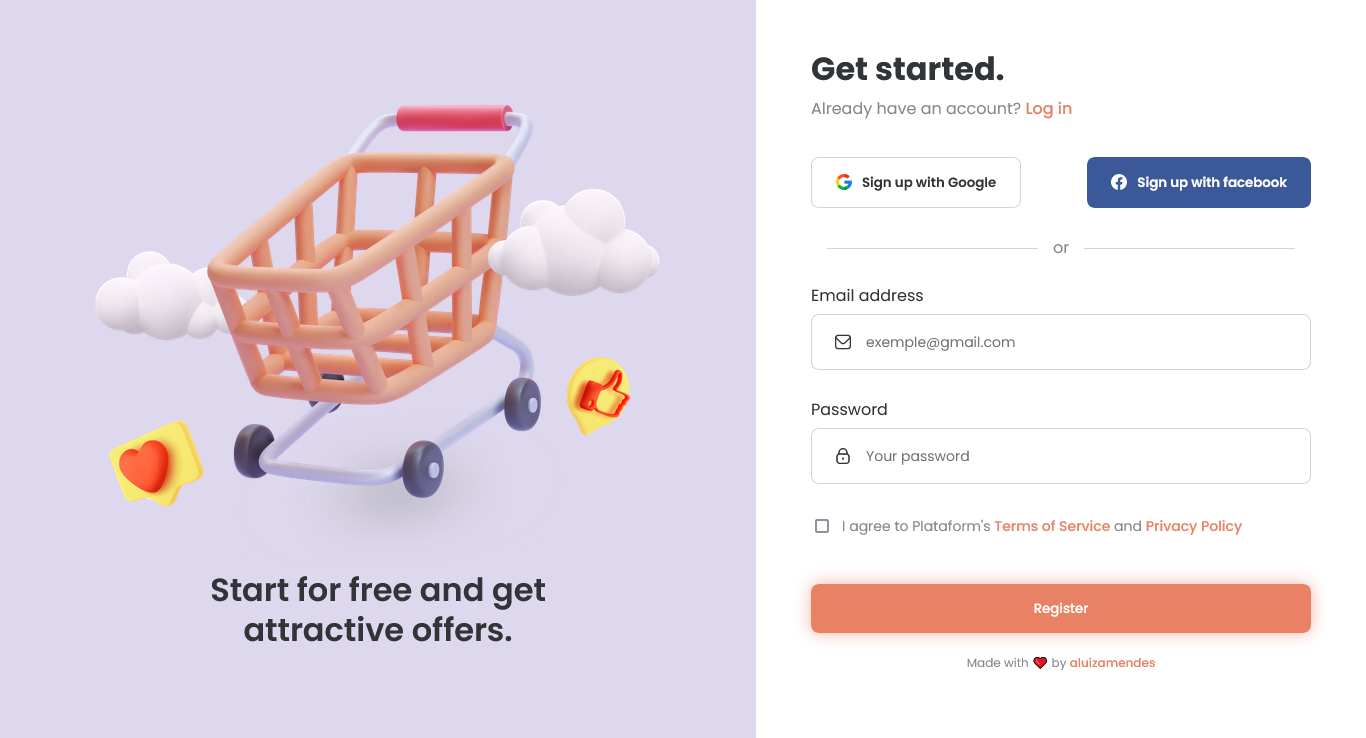 Start for free and get
attractive offers.
Get started.
Already have an account? Log in
Sign up with Google
Sign up with facebook
or
Email address
exemple@gmail.com
Password
Your password
I agree to Plataform's Terms of Service and Privacy Policy
Register
Made with ❤️ by aluizamendes